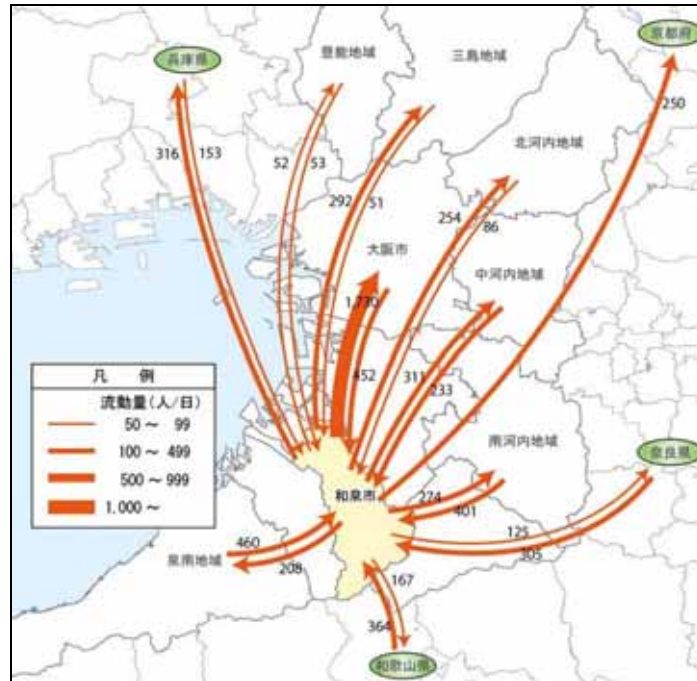 京都府
兵庫県
豊能地域
三島地域
250
北河内地域
316
153
52
53
292
51
254
86
大阪市
中河内地域
1,730
452
311
233
凡 例
流動量(人/日)
50～ 99
100～ 499
500～ 999
1,000～
南河内地域
奈良県
和泉市
274
401
125
305
460
208
泉南地域
167
364
和歌山県